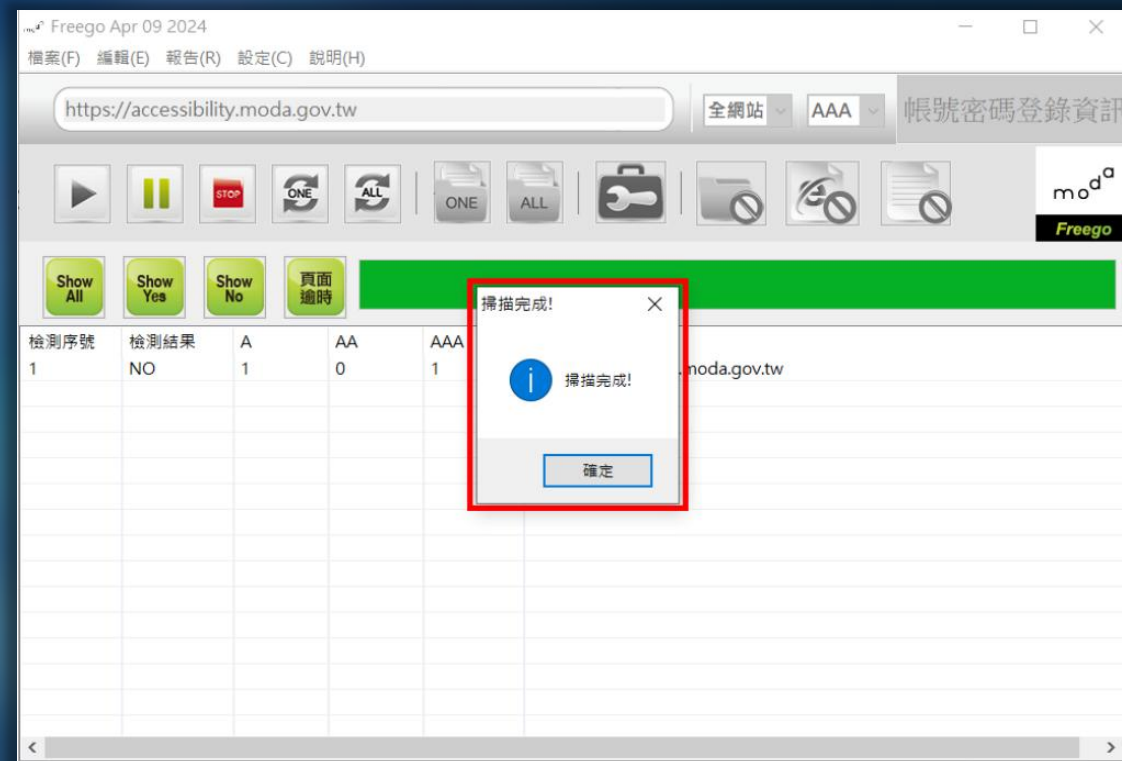 moda Freego Apr 09 2024
檔案(F) 編輯(E) 報告(R) 設定(C) 說明(H)
https://accessibility.moda.gov.tw 全網站 AAA 帳號密碼登錄資訊
STOP ONE ALL ONE ALL
moda
Freego
Show All Show Yes Show No 頁面逾時
掃描完成!
檢測序號 檢測結果 A AA AAA
1 NO 1 0 1 .moda.gov.tw
掃描完成!
確定